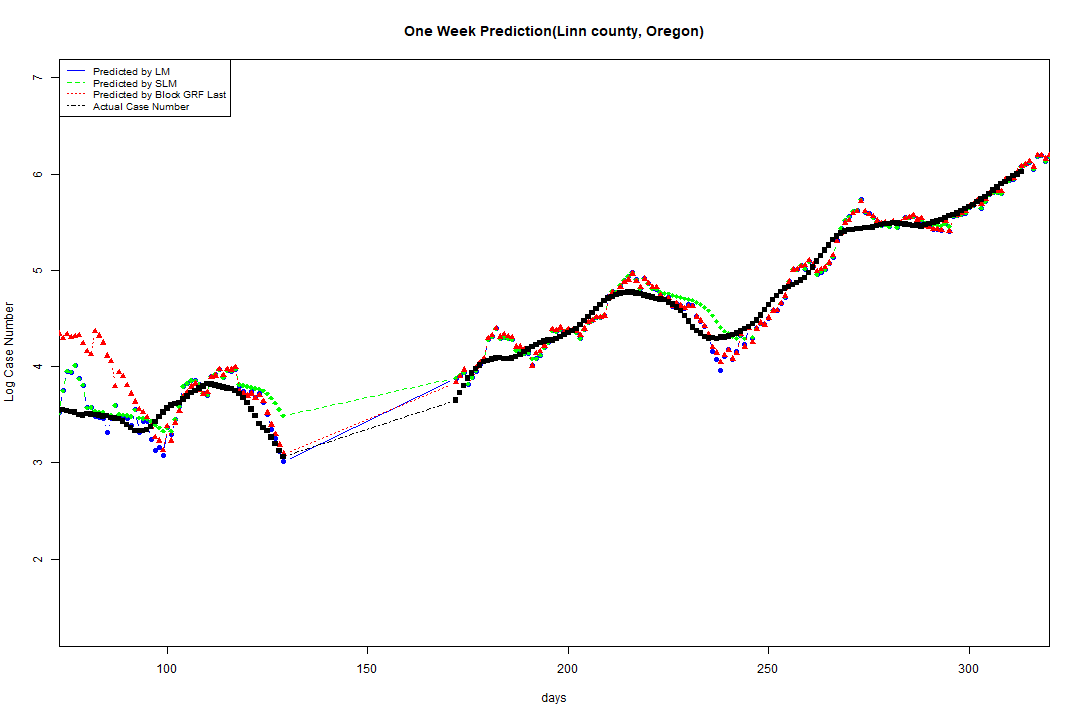 One Week Prediction(Linn county, Oregon)
Predicted by LM
Predicted by SLM
Predicted by Block GRF Last
Actual Case Number
7
6
5
4
3
2
Log Case Number
100
150
200
250
300
days